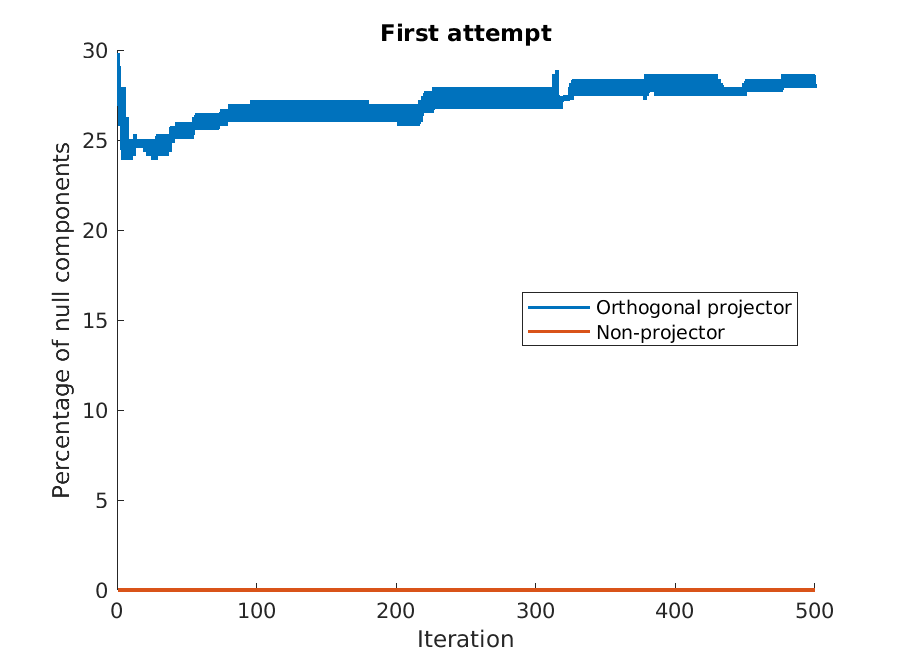 First attempt
Percentage of null components
30
25
20
15
10
5
0
Orthogonal projector
Non-projector
0 100 200 300 400 500
Iteration